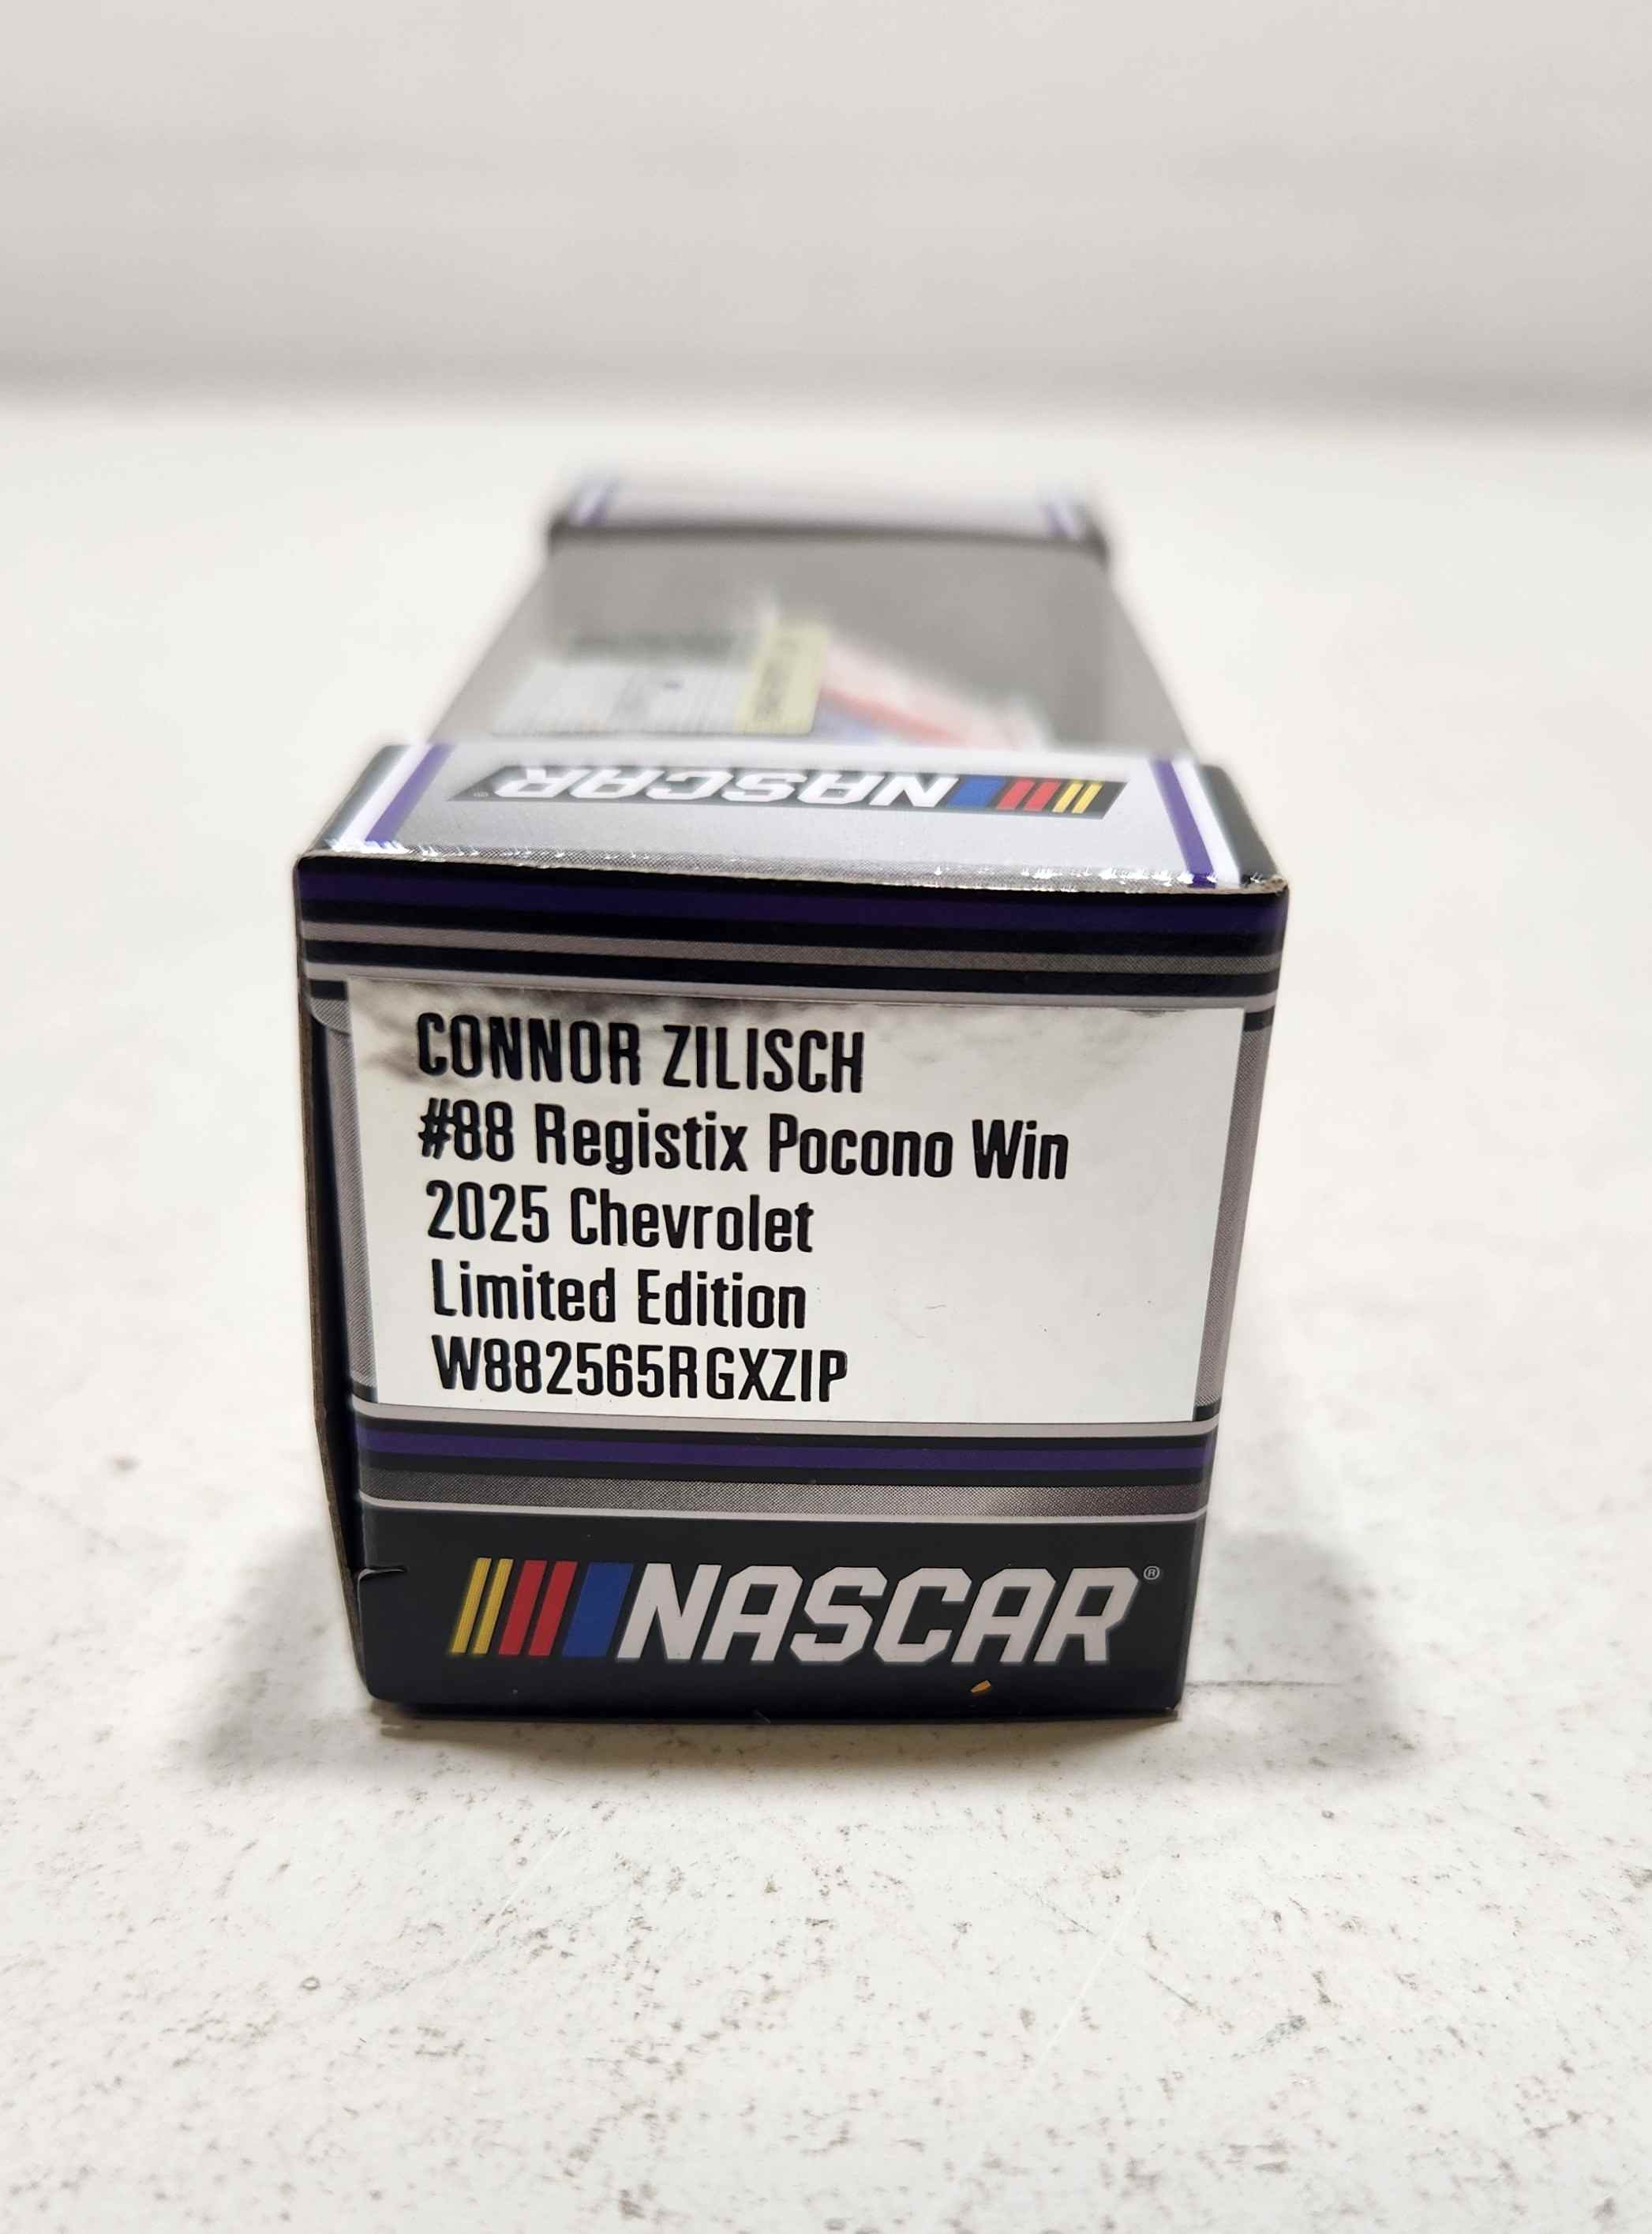 NASCAR
CONNOR ZILISCH
#88 Registix Pocono Win
2025 Chevrolet
Limited Edition
W882565RGXZIP
NASCAR®